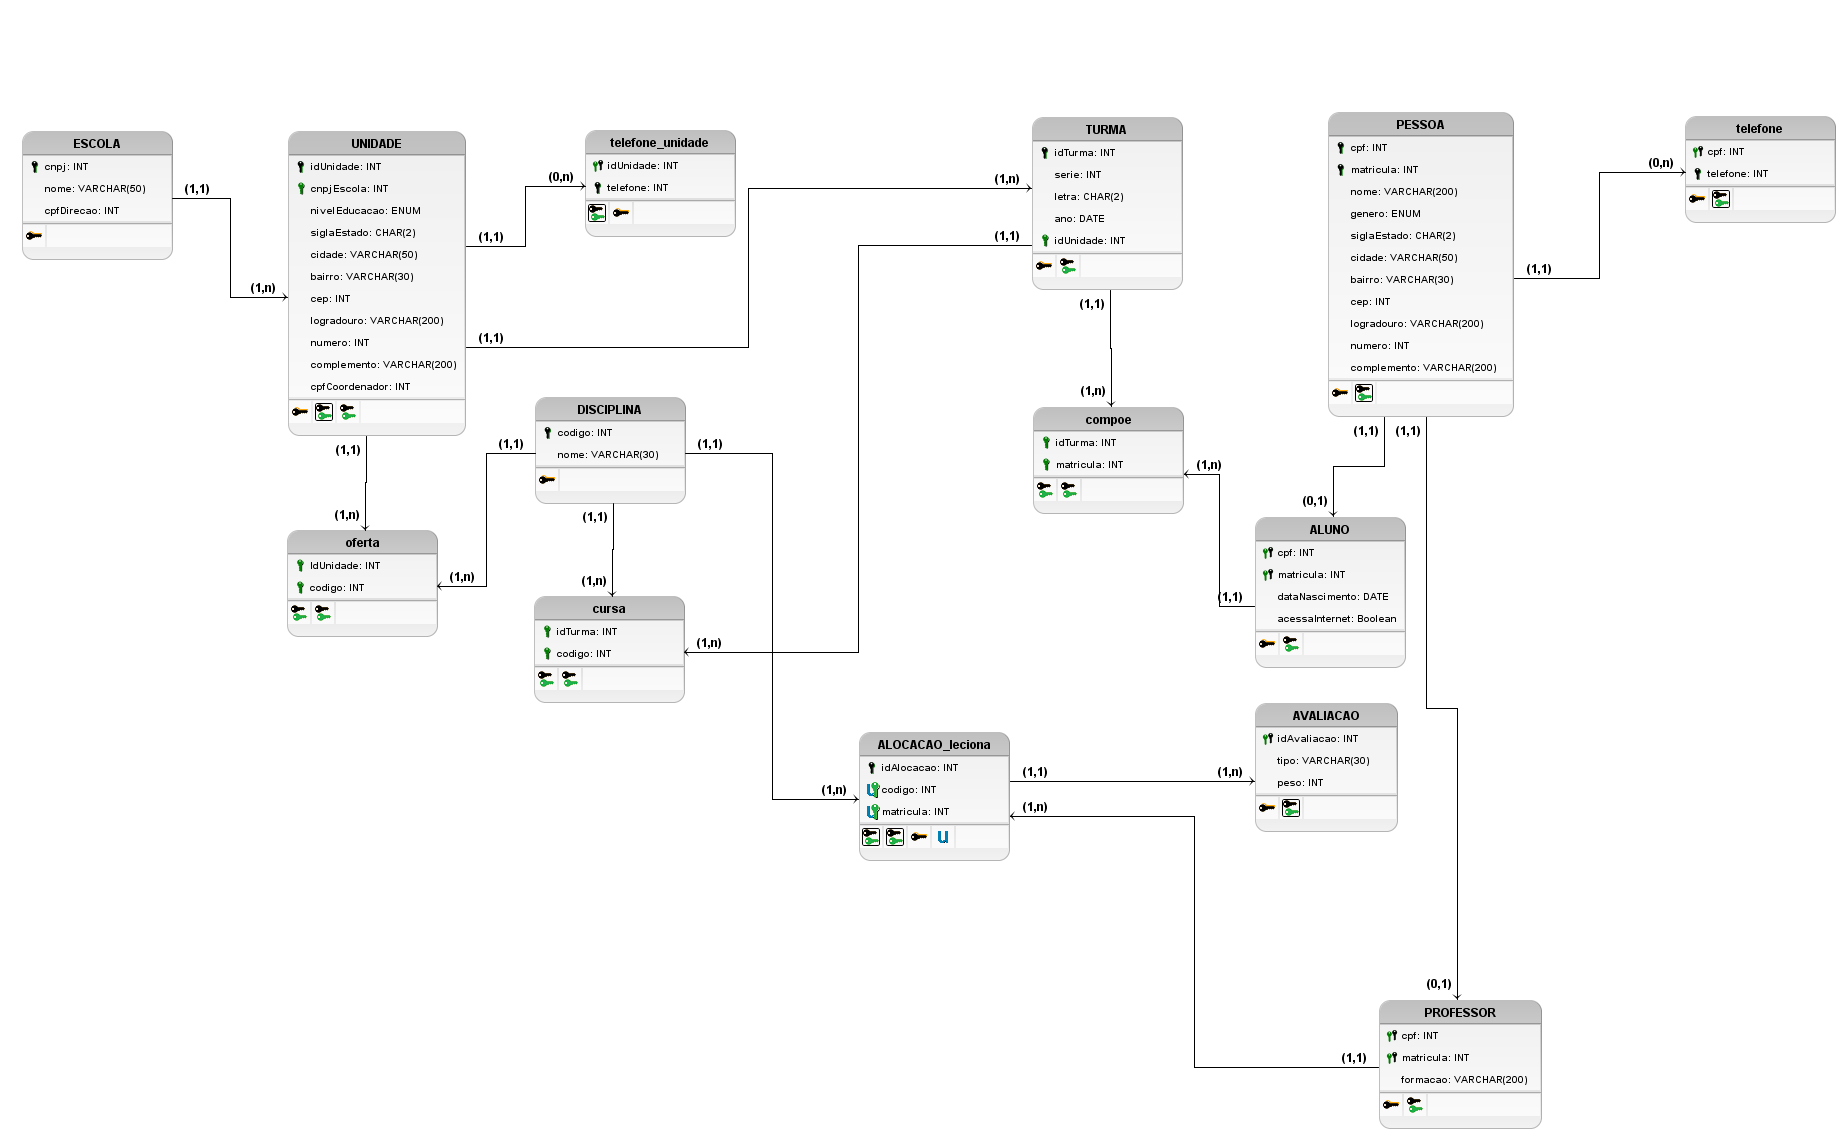 ESCOLA
cnpj: INT
nome: VARCHAR(50)
cpfDirecao: INT
(1,1)
(1,n)
UNIDADE
idUnidade: INT
cnpjEscola: INT
nivelEducacao: ENUM
siglaEstado: CHAR(2)
cidade: VARCHAR(50)
bairro: VARCHAR(30)
cep: INT
logradouro: VARCHAR(200)
numero: INT
complemento: VARCHAR(200)
cpfCoordenador: INT
(1,1)
(0,n)
telefone_unidade
idUnidade: INT
telefone: INT
(1,1)
(1,n)
TURMA
idTurma: INT
serie: INT
letra: CHAR(2)
ano: DATE
idUnidade: INT
(1,1)
(1,1)
(1,n)
PESSOA
cpf: INT
matricula: INT
nome: VARCHAR(200)
genero: ENUM
siglaEstado: CHAR(2)
cidade: VARCHAR(50)
bairro: VARCHAR(30)
cep: INT
logradouro: VARCHAR(200)
numero: INT
complemento: VARCHAR(200)
(1,1)
(0,n)
telefone
cpf: INT
telefone: INT
(1,1)
(1,1)
(0,1)
DISCIPLINA
codigo: INT
nome: VARCHAR(30)
(1,1)
(1,1)
(1,1)
(1,n)
compoe
idTurma: INT
matricula: INT
(1,n)
(1,1)
ALUNO
cpf: INT
matricula: INT
dataNascimento: DATE
acessaInternet: Boolean
(1,1)
(1,n)
oferta
IdUnidade: INT
codigo: INT
(1,n)
cursa
idTurma: INT
codigo: INT
(1,n)
(1,n)
ALOCACAO_leciona
idAlocacao: INT
u codigo: INT
u matricula: INT
u
(1,1)
(1,n)
(1,n)
AVALIACAO
idAvaliacao: INT
tipo: VARCHAR(30)
peso: INT
(0,1)
(1,1)
PROFESSOR
cpf: INT
matricula: INT
formacao: VARCHAR(200)